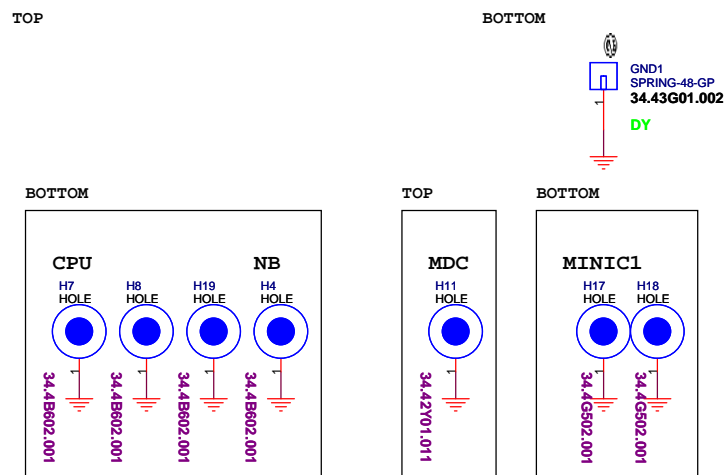 TOP
BOTTOM
GND1
SPRING-48-GP
34.43G01.002
1
DY
BOTTOM
TOP
BOTTOM
CPU
NB
MDC
MINIC1
H7
HOLE
H8
HOLE
H19
HOLE
H4
HOLE
H11
HOLE
H17
HOLE
H18
HOLE
1
1
1
1
1
1
1
34.4B602.001
34.4B602.001
34.4B602.001
34.4B602.001
34.42Y01.011
34.4G502.001
34.4G502.001